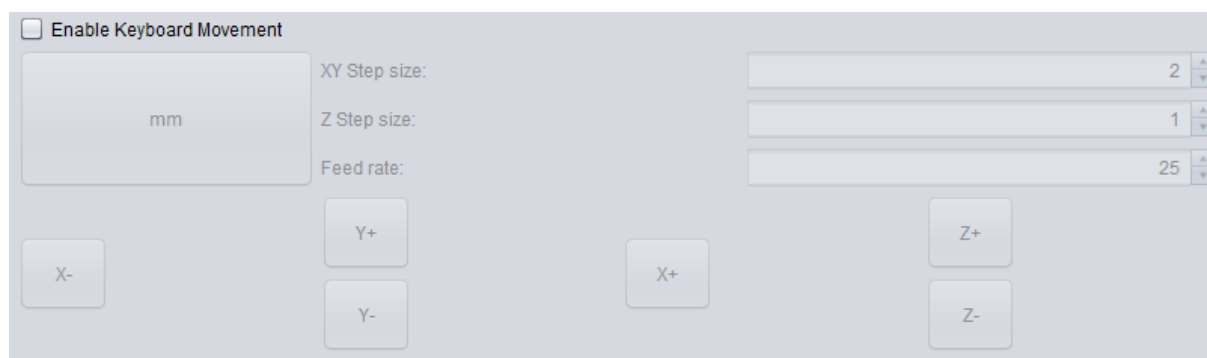 Enable Keyboard Movement
mm
XY Step size:
2
Z Step size:
1
Feed rate:
25
X-
Y+
Y-
X+
Z+
Z-